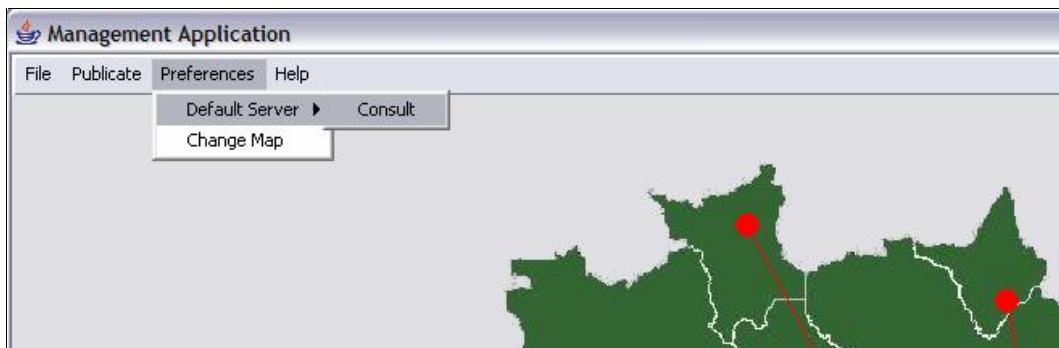 Management Application
File Publicate Preferences Help
Default Server Consult
Change Map